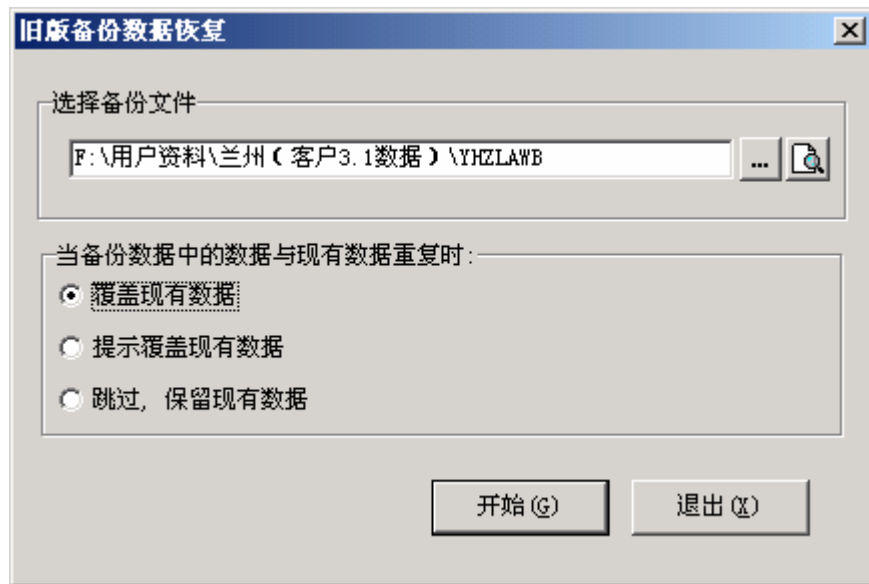 旧版备份数据恢复
选择备份文件
F:\用户资料\兰州（客户3.1数据）\YHZLAWB
...
当备份数据中的数据与现有数据重复时:
覆盖现有数据
提示覆盖现有数据
跳过, 保留现有数据
开始(G) 退出(X)